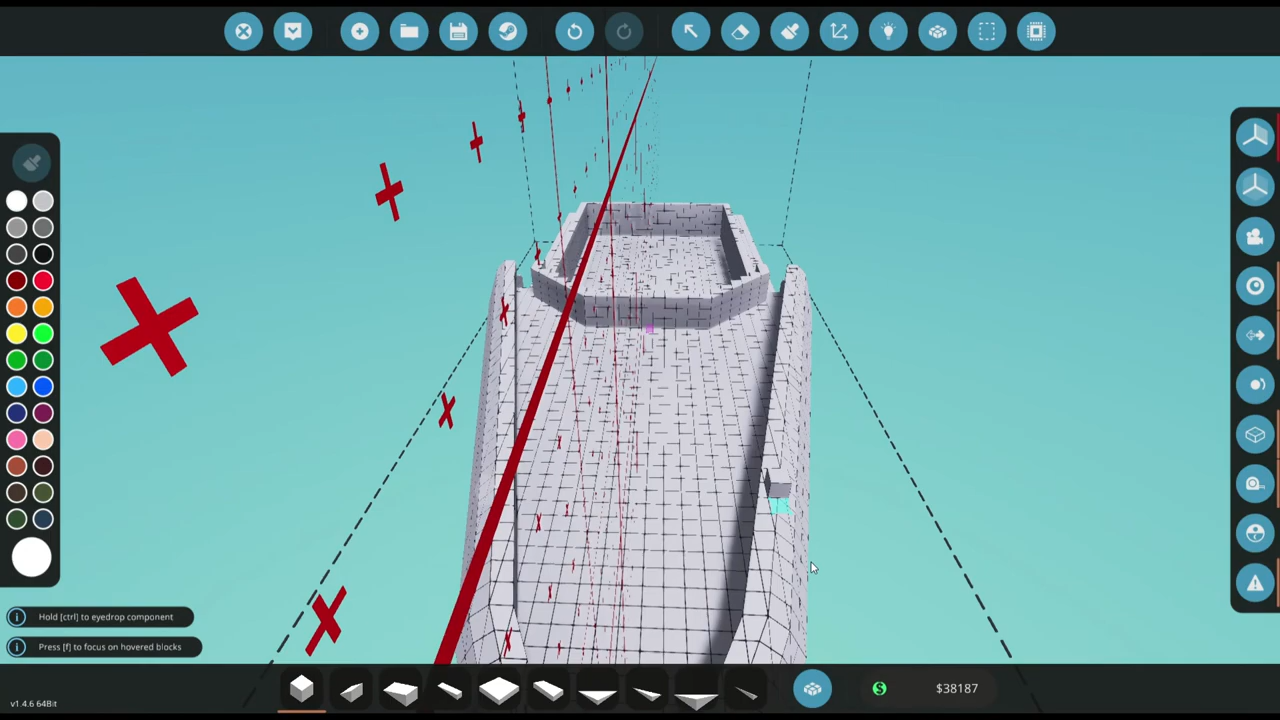 Hold [ctrl] to eyedrop component
Press [f] to focus on hovered blocks
$38187
v1.4.6 64Bit